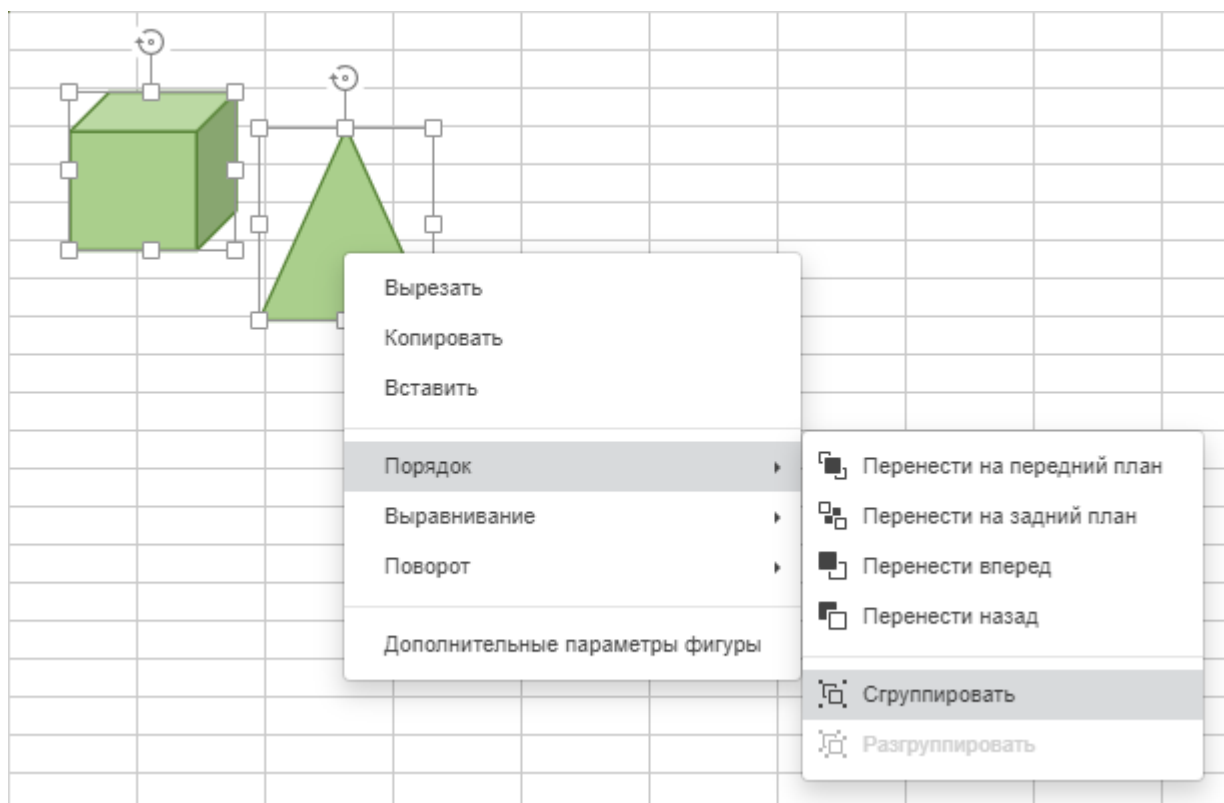 Вырезать
Копировать
Вставить
Порядок
Выравнивание
Поворот
Дополнительные параметры фигуры
Перенести на передний план
Перенести на задний план
Перенести вперед
Перенести назад
Сгруппировать
Разгруппировать